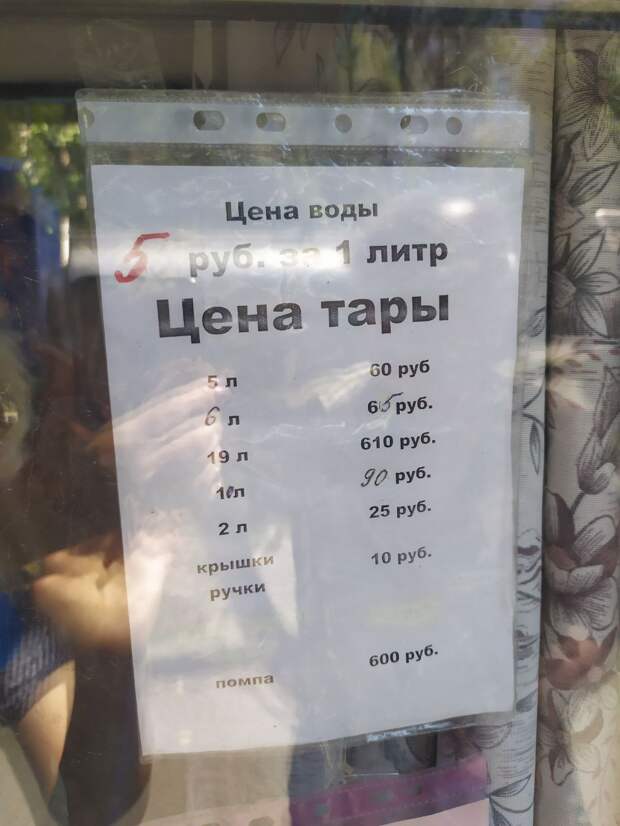 Цена воды
5 руб. за 1 литр
Цена тары
5 л 60 руб
6 л 65 руб.
19 л 610 руб.
10л 90 руб.
2 л 25 руб.
крышки 10 руб.
ручки
помпа 600 руб.